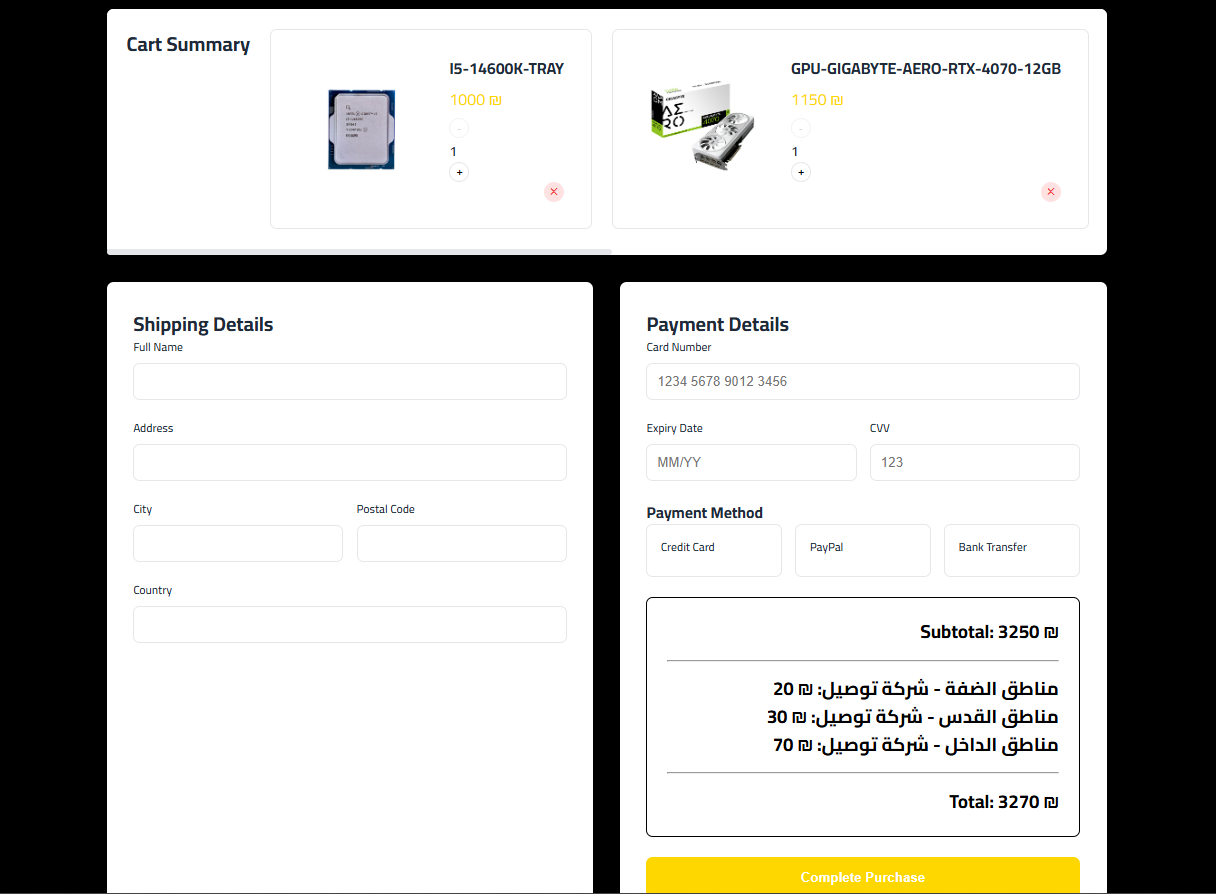 Cart Summary
I5-14600K-TRAY
1000 ₪
-
1
+
×
GPU-GIGABYTE-AERO-RTX-4070-12GB
1150 ₪
-
1
+
×
Shipping Details
Full Name
Address
City
Postal Code
Country
Payment Details
Card Number
1234 5678 9012 3456
Expiry Date
CVV
MM/YY
123
Payment Method
Credit Card
PayPal
Bank Transfer
Subtotal: 3250 ₪
مناطق الضفة - شركة توصيل: ₪ 20
مناطق القدس - شركة توصيل: ₪ 30
مناطق الداخل - شركة توصيل: ₪ 70
Total: 3270 ₪
Complete Purchase